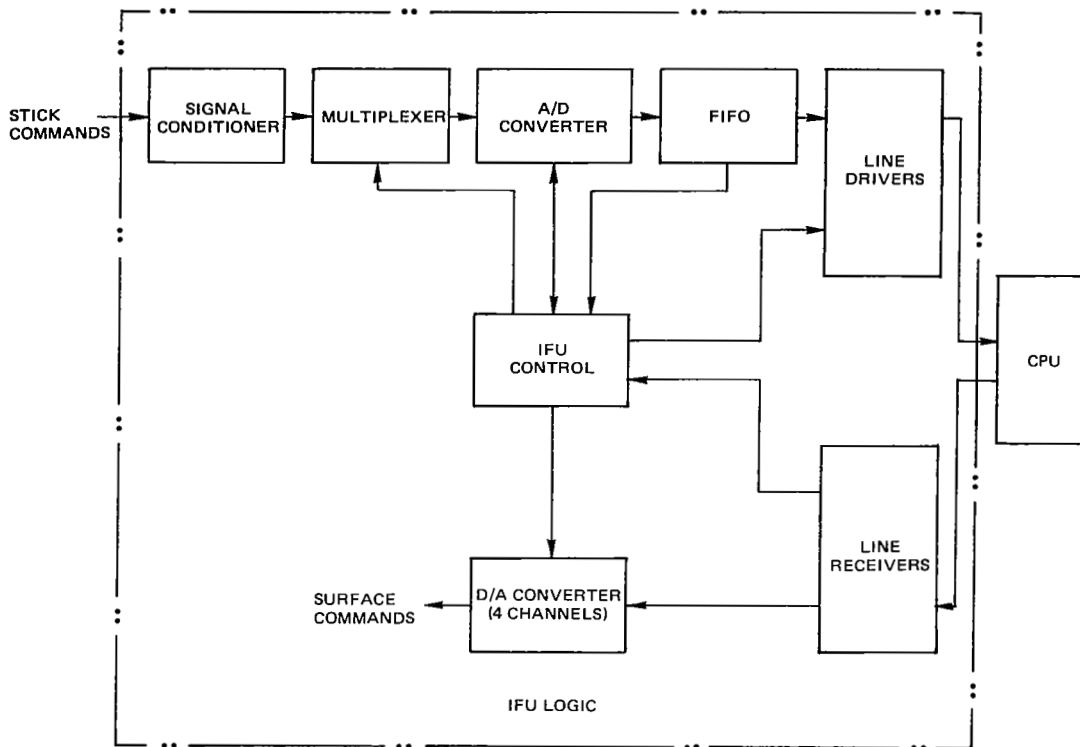 STICK
COMMANDS
SIGNAL
CONDITIONER
MULTIPLEXER
A/D
CONVERTER
FIFO
LINE
DRIVERS
IFU
CONTROL
CPU
LINE
RECEIVERS
SURFACE
COMMANDS
D/A CONVERTER
(4 CHANNELS)
IFU LOGIC